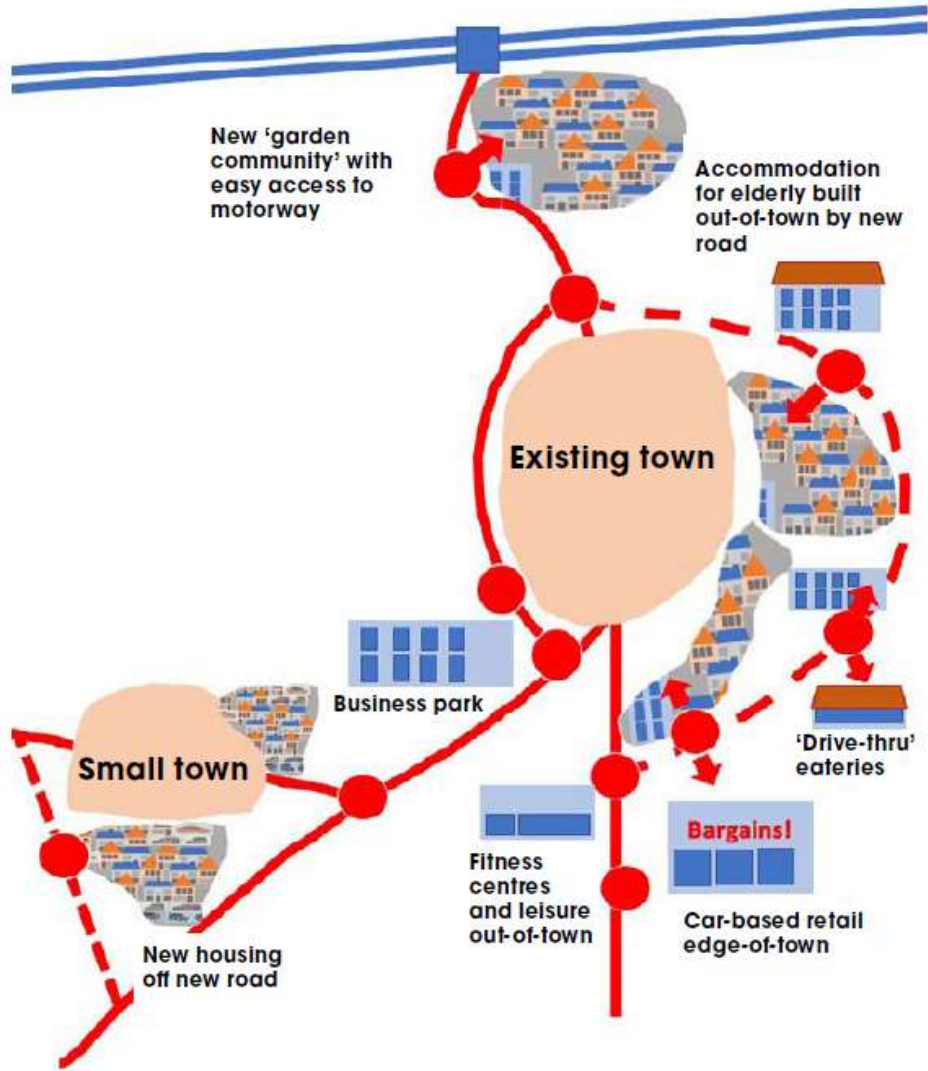 New ‘garden
community’ with
easy access to
motorway
Accommodation
for elderly built
out-of-town by new
road
Existing town
Business park
Small town
‘Drive-thru’
eateries
Bargains!
Fitness
centres
and leisure
out-of-town
Car-based retail
edge-of-town
New housing
off new road